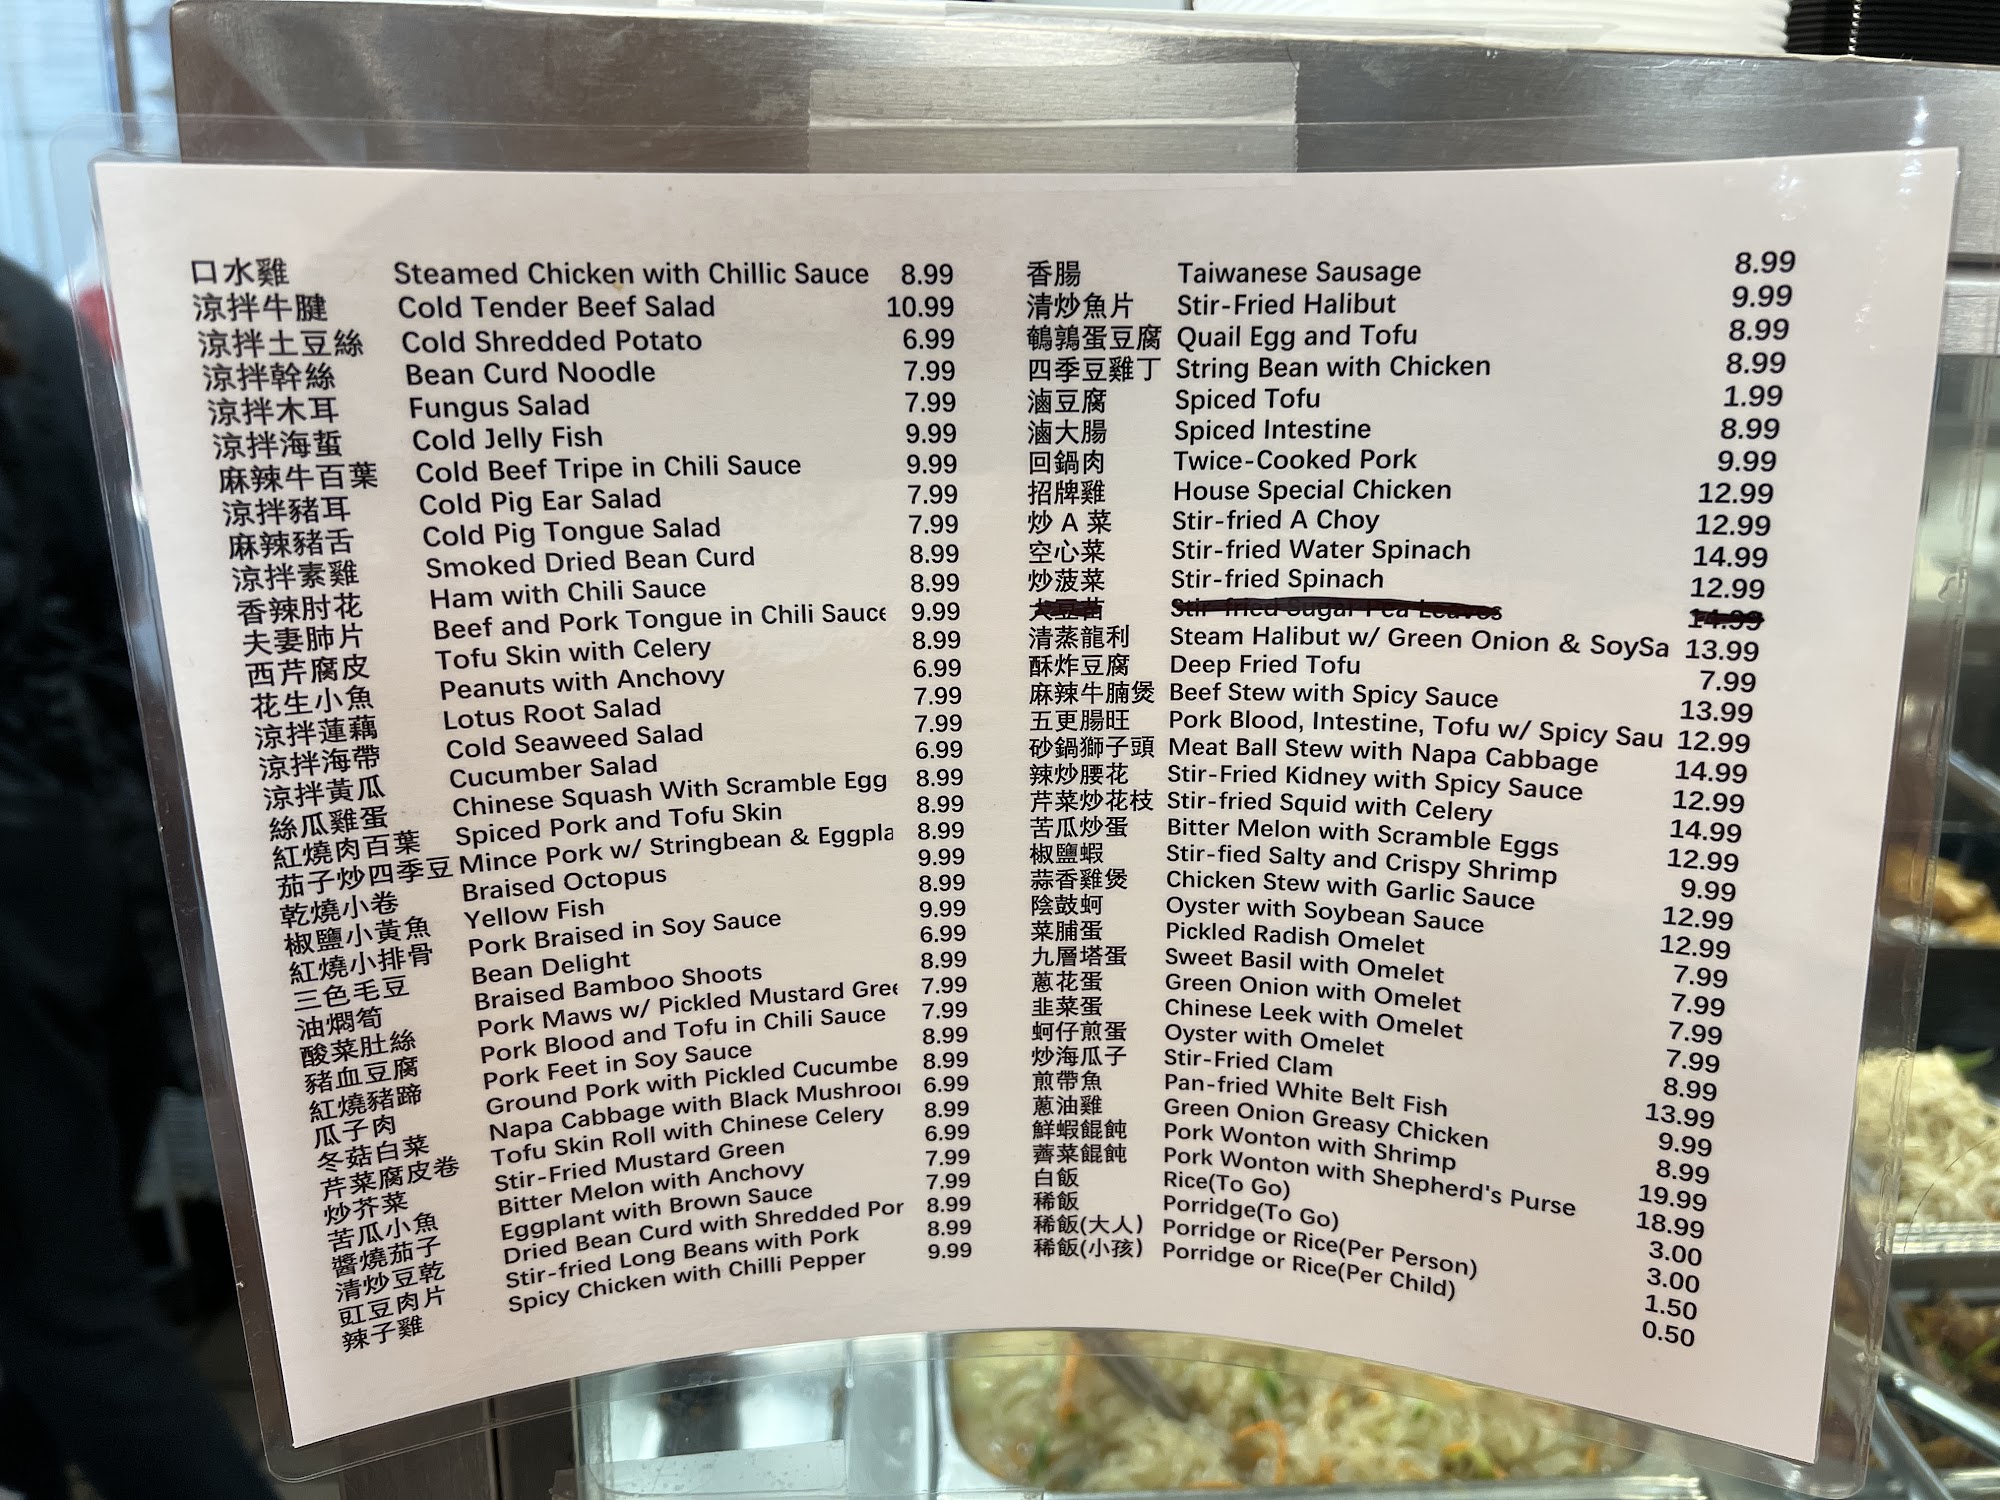 口水雞 Steamed Chicken with Chillic Sauce 8.99
涼拌牛腱 Cold Tender Beef Salad 10.99
涼拌土豆絲 Cold Shredded Potato 6.99
涼拌幹絲 Bean Curd Noodle 7.99
涼拌木耳 Fungus Salad 7.99
涼拌海蜇 Cold Jelly Fish 9.99
麻辣牛百葉 Cold Beef Tripe in Chili Sauce 9.99
涼拌豬耳 Cold Pig Ear Salad 7.99
麻辣豬舌 Cold Pig Tongue Salad 7.99
涼拌素雞 Smoked Dried Bean Curd 8.99
香辣肘花 Ham with Chili Sauce 8.99
夫妻肺片 Beef and Pork Tongue in Chili Sauce 9.99
西芹腐皮 Tofu Skin with Celery 8.99
花生小魚 Peanuts with Anchovy 6.99
涼拌蓮藕 Lotus Root Salad 7.99
涼拌海帶 Cold Seaweed Salad 7.99
涼拌黃瓜 Cucumber Salad 6.99
絲瓜雞蛋 Chinese Squash With Scramble Egg 8.99
紅燒肉百葉 Spiced Pork and Tofu Skin 8.99
茄子炒四季豆 Mince Pork w/ Stringbean & Eggpla 8.99
乾燒小卷 Braised Octopus 9.99
椒鹽小黃魚 Yellow Fish 8.99
紅燒小排骨 Pork Braised in Soy Sauce 9.99
三色毛豆 Bean Delight 6.99
油燜筍 Braised Bamboo Shoots 8.99
酸菜肚絲 Pork Maws w/ Pickled Mustard Gree 7.99
豬血豆腐 Pork Blood and Tofu in Chili Sauce 7.99
紅燒豬蹄 Pork Feet in Soy Sauce 8.99
瓜子肉 Ground Pork with Pickled Cucumbe 8.99
冬菇白菜 Napa Cabbage with Black Mushroor 6.99
芹菜腐皮卷 Tofu Skin Roll with Chinese Celery 8.99
炒芥菜 Stir-Fried Mustard Green 6.99
苦瓜小魚 Bitter Melon with Anchovy 7.99
醬燒茄子 Eggplant with Brown Sauce 7.99
清炒豆乾 Dried Bean Curd with Shredded Por 8.99
豇豆肉片 Stir-fried Long Beans with Pork 8.99
辣子雞 Spicy Chicken with Chilli Pepper 9.99
香腸 Taiwanese Sausage 8.99
清炒魚片 Stir-Fried Halibut 9.99
鵪鶉蛋豆腐 Quail Egg and Tofu 8.99
四季豆雞丁 String Bean with Chicken 8.99
滷豆腐 Spiced Tofu 1.99
滷大腸 Spiced Intestine 8.99
回鍋肉 Twice-Cooked Pork 9.99
招牌雞 House Special Chicken 12.99
炒 A 菜 Stir-fried A Choy 12.99
空心菜 Stir-fried Water Spinach 14.99
炒菠菜 Stir-fried Spinach 12.99
大豆苗 Stir-fried Sugar Pea Leaves 14.99
清蒸龍利 Steam Halibut w/ Green Onion & SoySa 13.99
酥炸豆腐 Deep Fried Tofu 7.99
麻辣牛腩煲 Beef Stew with Spicy Sauce 13.99
五更腸旺 Pork Blood, Intestine, Tofu w/ Spicy Sau 12.99
砂鍋獅子頭 Meat Ball Stew with Napa Cabbage 14.99
辣炒腰花 Stir-Fried Kidney with Spicy Sauce 12.99
芹菜炒花枝 Stir-fried Squid with Celery 14.99
苦瓜炒蛋 Bitter Melon with Scramble Eggs 12.99
椒鹽蝦 Stir-fied Salty and Crispy Shrimp 9.99
蒜香雞煲 Chicken Stew with Garlic Sauce 12.99
陰鼓蚵 Oyster with Soybean Sauce 12.99
菜脯蛋 Pickled Radish Omelet 7.99
九層塔蛋 Sweet Basil with Omelet 7.99
蔥花蛋 Green Onion with Omelet 7.99
韭菜蛋 Chinese Leek with Omelet 7.99
蚵仔煎蛋 Oyster with Omelet 8.99
炒海瓜子 Stir-Fried Clam 13.99
煎帶魚 Pan-fried White Belt Fish 9.99
蔥油雞 Green Onion Greasy Chicken 8.99
鮮蝦餛飩 Pork Wonton with Shrimp 19.99
薺菜餛飩 Pork Wonton with Shepherd's Purse 18.99
白飯 Rice(To Go) 3.00
稀飯 Porridge(To Go) 3.00
稀飯(大人) Porridge or Rice(Per Person) 1.50
稀飯(小孩) Porridge or Rice(Per Child) 0.50